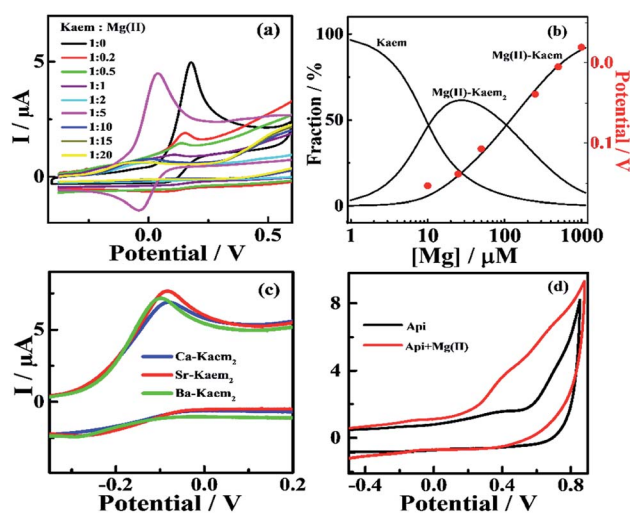 Kaem : Mg(II)
(a)
1:0
1:0.2
1:0.5
1:1
1:2
1:5
1:10
1:15
1:20
5
0
I / μA
0.0
0.5
Potential / V
(b)
Kaem
Mg(II)-Kaem
Mg(II)-Kaem2
100
50
0
Fraction / %
0.0
0.1
Potential / V
1
10
100
1000
[Mg] / μM
(c)
5
0
I / μA
Ca-Kaem2
Sr-Kaem2
Ba-Kaem2
-0.2
0.0
0.2
Potential / V
(d)
Api
Api+Mg(II)
8
4
0
-0.4
0.0
0.4
0.8
Potential / V